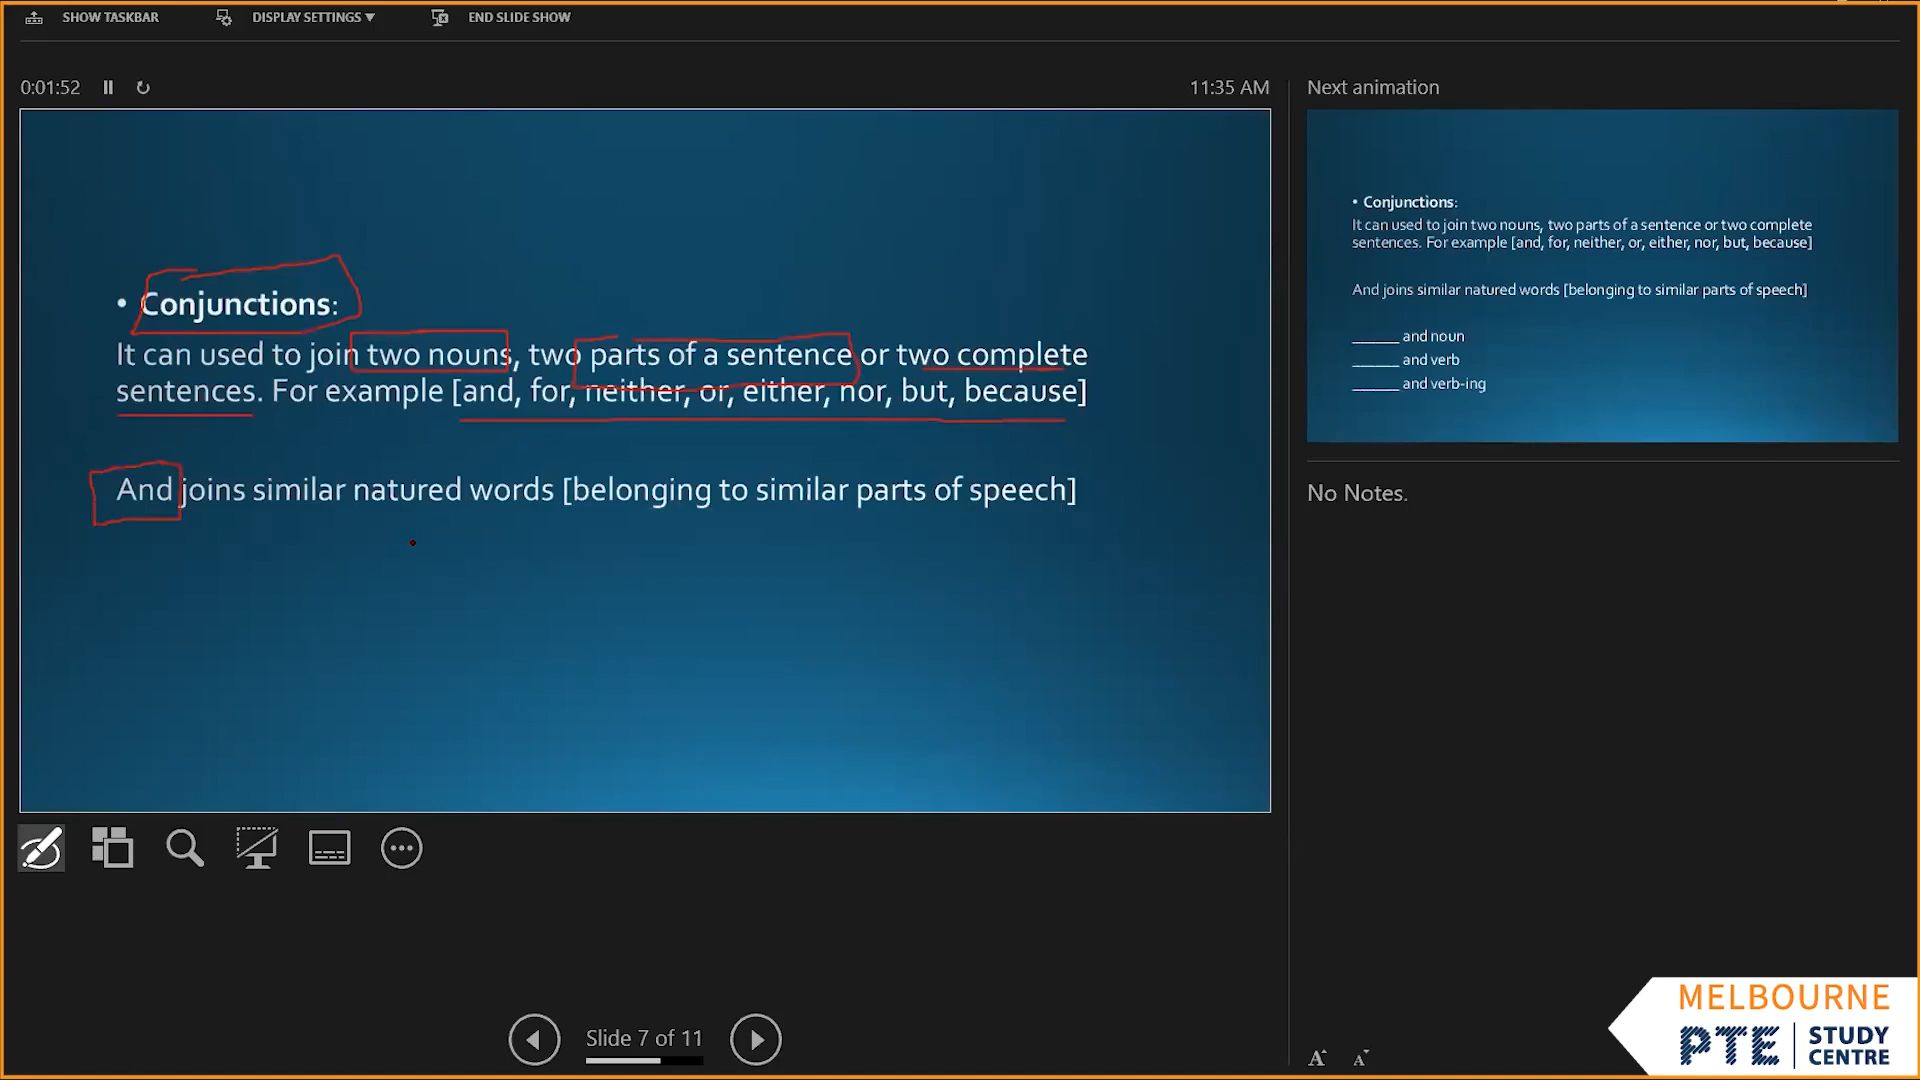 SHOW TASKBAR DISPLAY SETTINGS ▼ END SLIDE SHOW
0:01:52 11:35 AM
• Conjunctions:
It can used to join two nouns, two parts of a sentence or two complete
sentences. For example [and, for, neither, or, either, nor, but, because]
And joins similar natured words [belonging to similar parts of speech]
Slide 7 of 11
Next animation
• Conjunctions:
It can used to join two nouns, two parts of a sentence or two complete
sentences. For example [and, for, neither, or, either, nor, but, because]
And joins similar natured words [belonging to similar parts of speech]
______ and noun
______ and verb
______ and verb-ing
No Notes.
A A
MELBOURNE
PTE STUDY
CENTRE